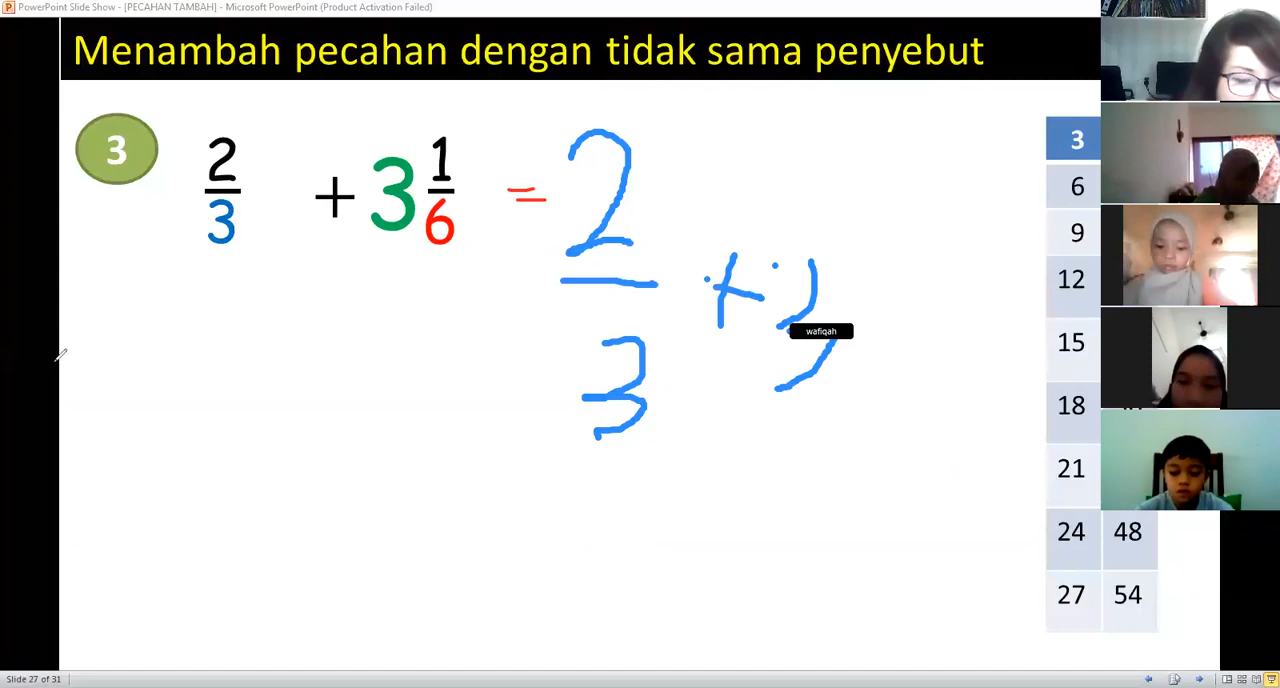 PowerPoint Slide Show - [PECAHAN TAMBAH] - Microsoft PowerPoint (Product Activation Failed)
Menambah pecahan dengan tidak sama penyebut
3
2/3 + 3 1/6 = 2/3 + 3
wafiqah
3
6
9
12
15
18
21
24 48
27 54
Slide 27 of 31